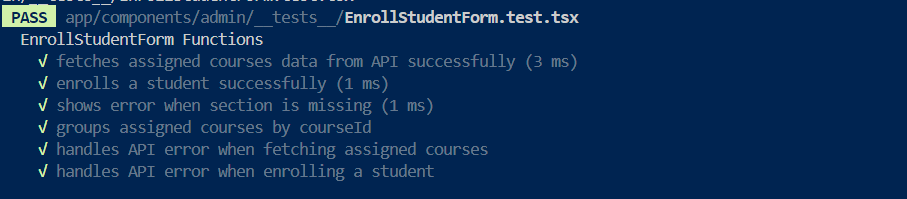 PASS app/components/admin/__tests__/EnrollStudentForm.test.tsx
EnrollStudentForm Functions
√ fetches assigned courses data from API successfully (3 ms)
√ enrolls a student successfully (1 ms)
√ shows error when section is missing (1 ms)
√ groups assigned courses by courseId
√ handles API error when fetching assigned courses
√ handles API error when enrolling a student